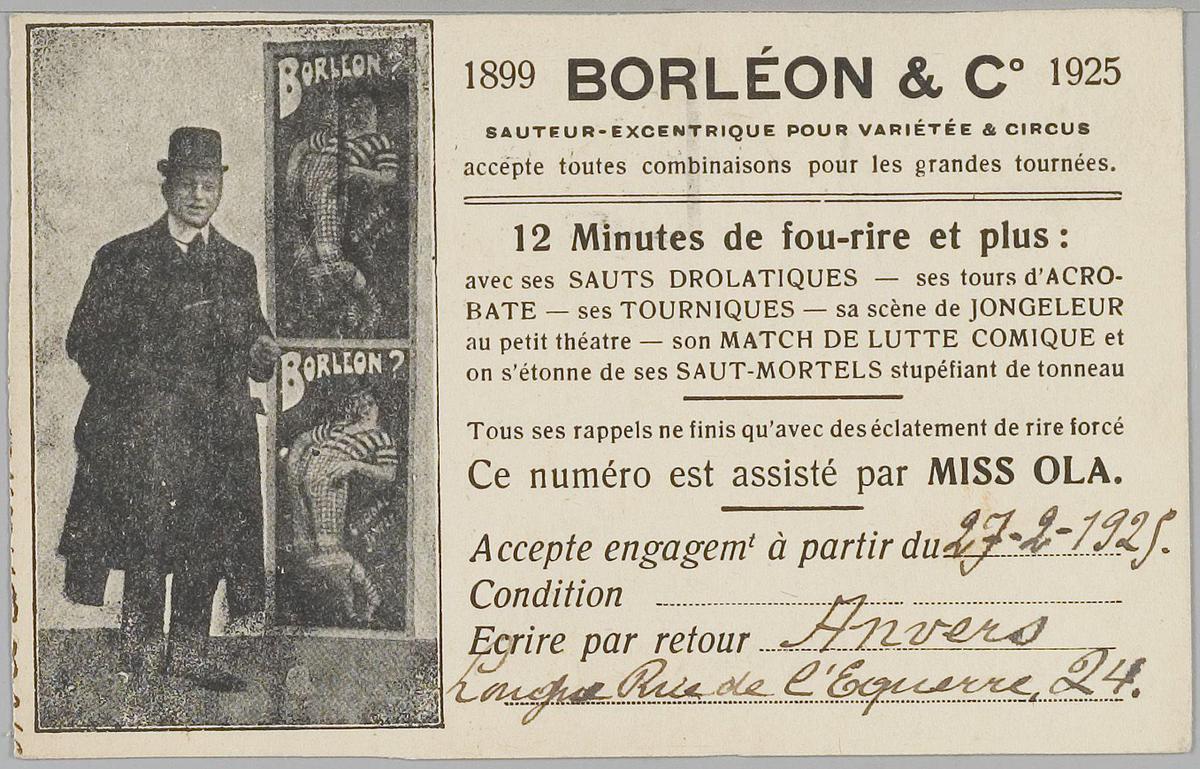 BORLÉON ?
BORLÉON ?
1899 BORLÉON & Cº 1925
SAUTEUR-EXCENTRIQUE POUR VARIÉTÉE & CIRCUS
accepte toutes combinaisons pour les grandes tournées.
12 Minutes de fou-rire et plus :
avec ses SAUTS DROLATIQUES — ses tours d'ACRO-
BATE — ses TOURNIQUES — sa scène de JONGELEUR
au petit théatre — son MATCH DE LUTTE COMIQUE et
on s'étonne de ses SAUT-MORTELS stupéfiant de tonneau
Tous ses rappels ne finis qu'avec des éclatement de rire forcé
Ce numéro est assisté par MISS OLA.
Accepte engagemᵗ à partir du 27-2-1925.
Condition
Ecrire par retour Anvers
Longue Rue de l'Equerre, 24.